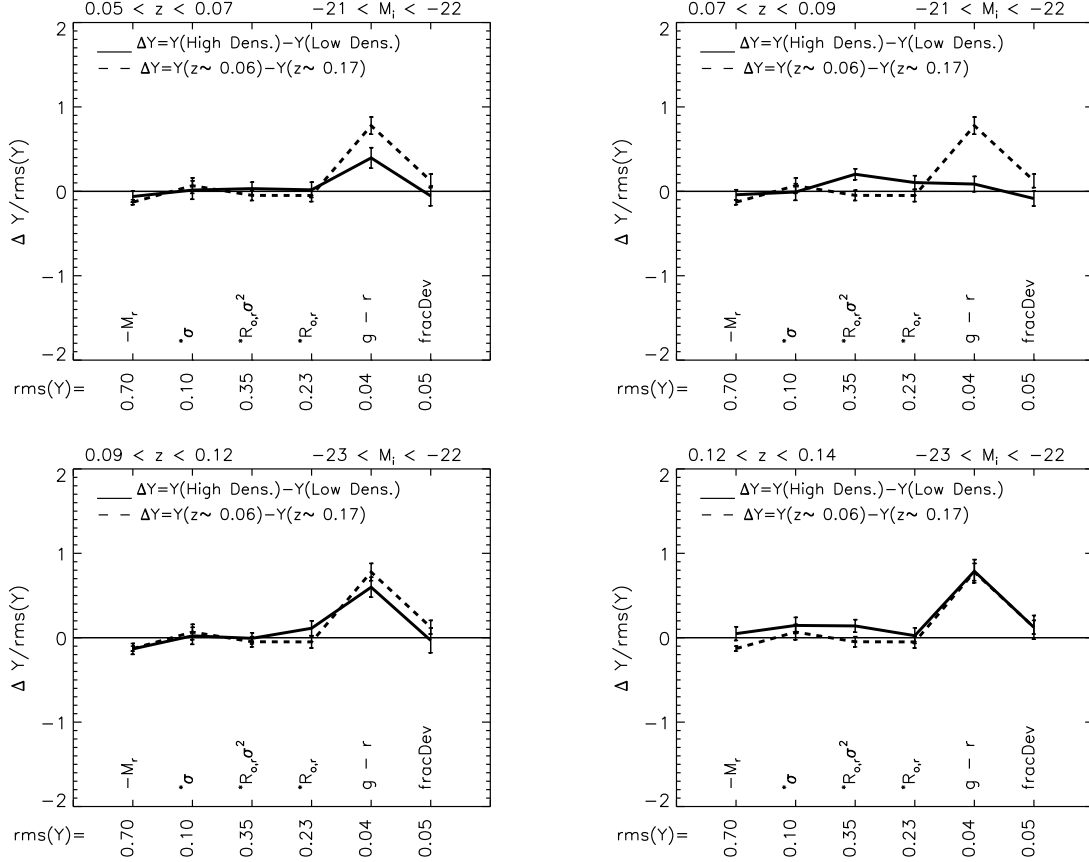 0.05 < z < 0.07 −21 < M_i < −22
ΔY=Y(High Dens.)−Y(Low Dens.)
ΔY=Y(z~ 0.06)−Y(z~ 0.17)
Δ Y/rms(Y)
2
1
0
−1
−2
−M_r
*σ
*R_o,rσ²
*R_o,r
g − r
fracDev
rms(Y)= 0.70 0.10 0.35 0.23 0.04 0.05
0.07 < z < 0.09 −21 < M_i < −22
ΔY=Y(High Dens.)−Y(Low Dens.)
ΔY=Y(z~ 0.06)−Y(z~ 0.17)
Δ Y/rms(Y)
2
1
0
−1
−2
−M_r
*σ
*R_o,rσ²
*R_o,r
g − r
fracDev
rms(Y)= 0.70 0.10 0.35 0.23 0.04 0.05
0.09 < z < 0.12 −23 < M_i < −22
ΔY=Y(High Dens.)−Y(Low Dens.)
ΔY=Y(z~ 0.06)−Y(z~ 0.17)
Δ Y/rms(Y)
2
1
0
−1
−2
−M_r
*σ
*R_o,rσ²
*R_o,r
g − r
fracDev
rms(Y)= 0.70 0.10 0.35 0.23 0.04 0.05
0.12 < z < 0.14 −23 < M_i < −22
ΔY=Y(High Dens.)−Y(Low Dens.)
ΔY=Y(z~ 0.06)−Y(z~ 0.17)
Δ Y/rms(Y)
2
1
0
−1
−2
−M_r
*σ
*R_o,rσ²
*R_o,r
g − r
fracDev
rms(Y)= 0.70 0.10 0.35 0.23 0.04 0.05